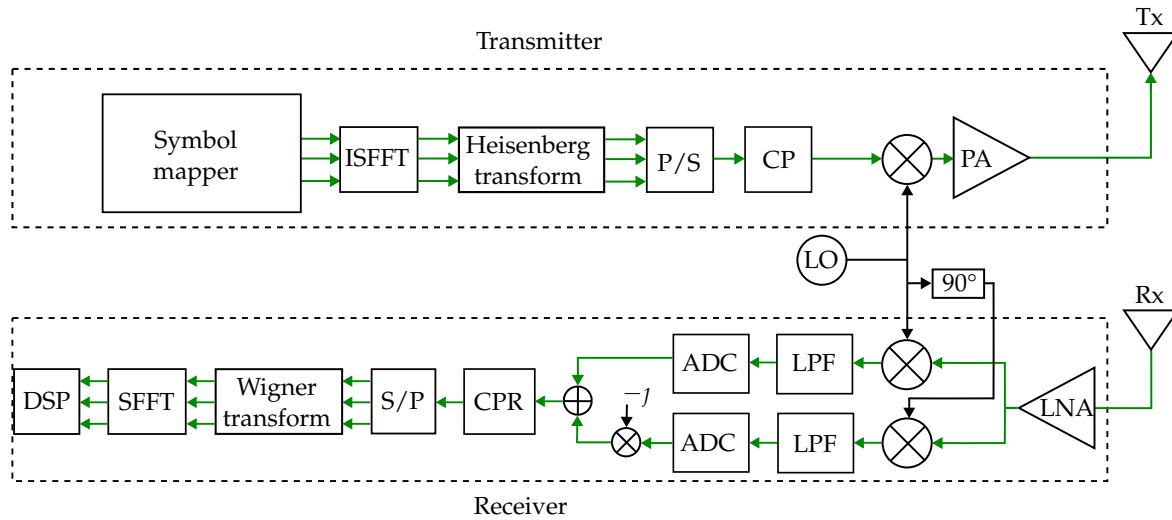 Transmitter
Tx
Symbol
mapper
ISFFT
Heisenberg
transform
P/S
CP
PA
LO
90°
Rx
DSP
SFFT
Wigner
transform
S/P
CPR
−ȷ
ADC
LPF
ADC
LPF
LNA
Receiver